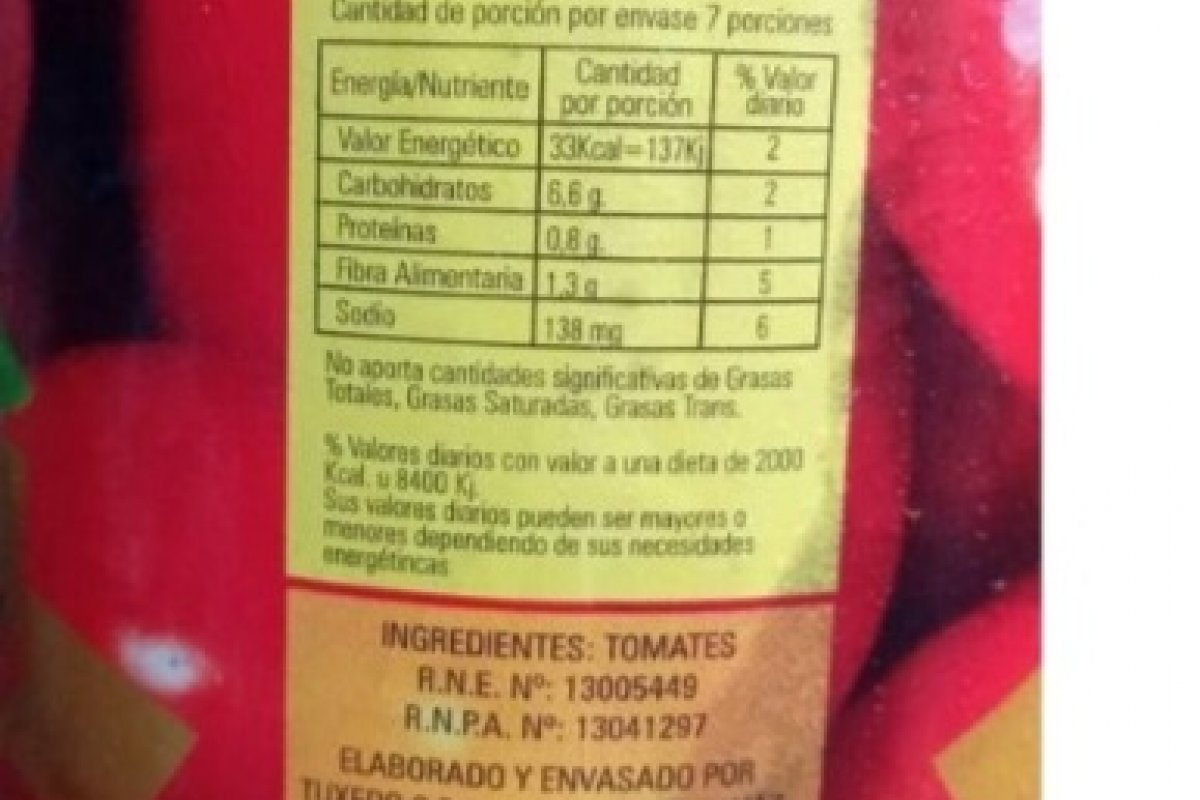 Cantidad de porción por envase 7 porciones
Energía/Nutriente Cantidad por porción % Valor diario
Valor Energético 33Kcal=137Kj 2
Carbohidratos 6,6 g. 2
Proteínas 0,8 g. 1
Fibra Alimentaria 1,3 g 5
Sodio 138 mg 6
No aporta cantidades significativas de Grasas
Totales, Grasas Saturadas, Grasas Trans.
% Valores diarios con valor a una dieta de 2000
Kcal. u 8400 Kj.
Sus valores diarios pueden ser mayores o
menores dependiendo de sus necesidades
energétincas
INGREDIENTES: TOMATES
R.N.E. Nº: 13005449
R.N.P.A. Nº: 13041297
ELABORADO Y ENVASADO POR